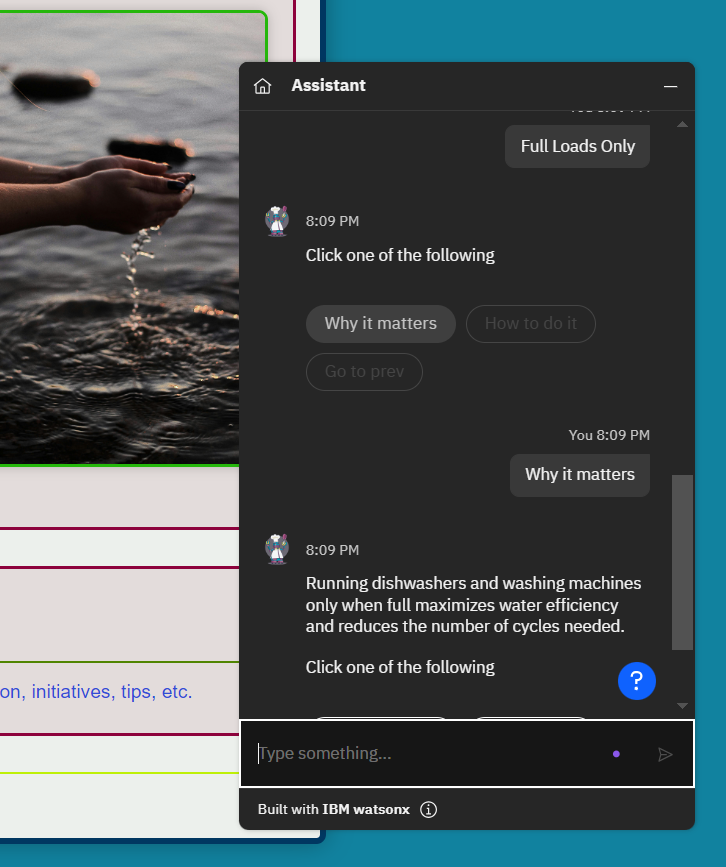 Assistant
Full Loads Only
8:09 PM
Click one of the following
Why it matters
How to do it
Go to prev
You 8:09 PM
Why it matters
8:09 PM
Running dishwashers and washing machines
only when full maximizes water efficiency
and reduces the number of cycles needed.
Click one of the following
?
on, initiatives, tips, etc.
Type something...
Built with IBM watsonx